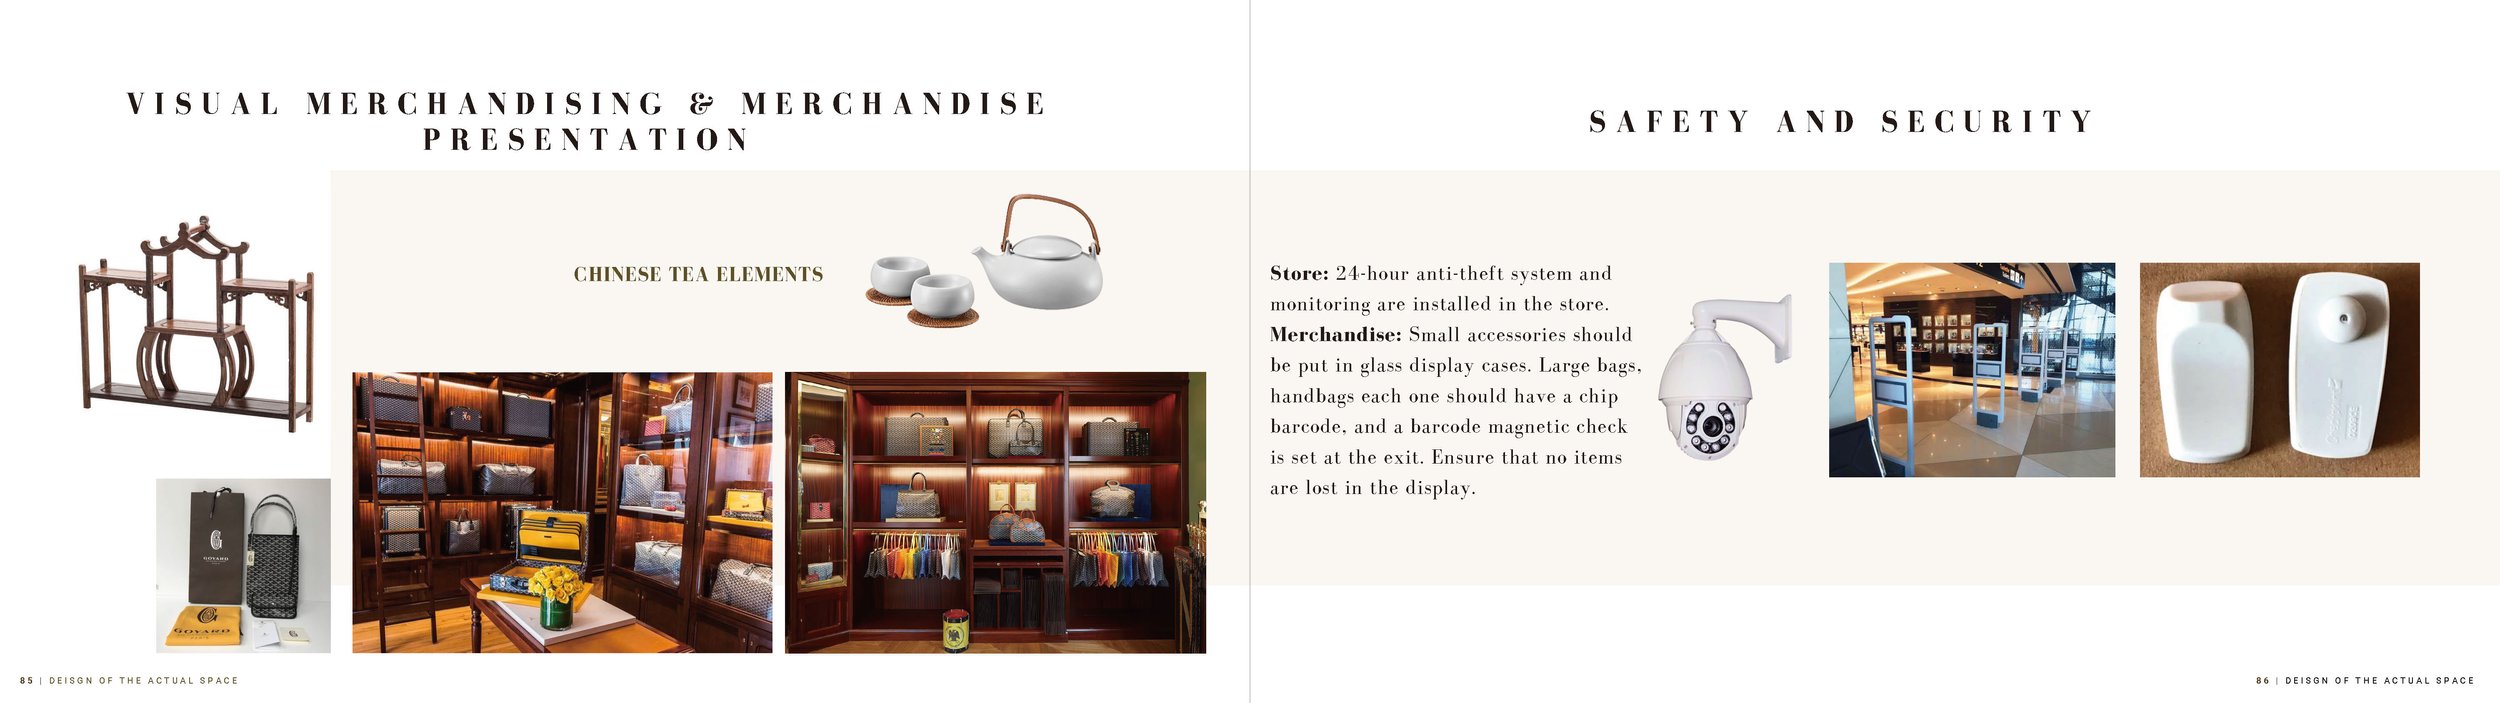 VISUAL MERCHANDISING & MERCHANDISE
PRESENTATION
CHINESE TEA ELEMENTS
G
GOYARD
PARIS
G
GOYARD
PARIS
G
85 | DEISGN OF THE ACTUAL SPACE
SAFETY AND SECURITY
Store: 24-hour anti-theft system and
monitoring are installed in the store.
Merchandise: Small accessories should
be put in glass display cases. Large bags,
handbags each one should have a chip
barcode, and a barcode magnetic check
is set at the exit. Ensure that no items
are lost in the display.
86 | DEISGN OF THE ACTUAL SPACE